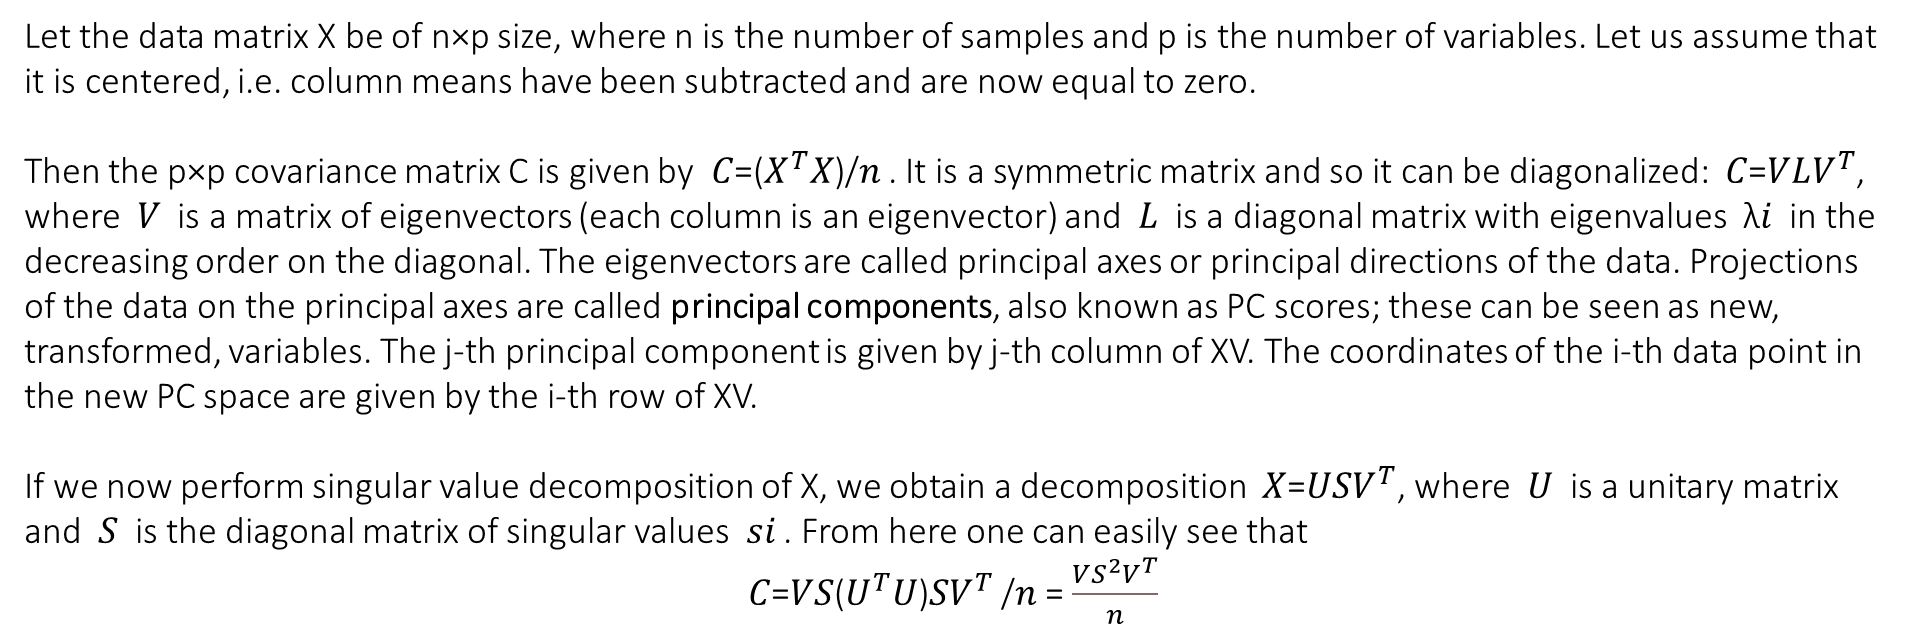 Let the data matrix X be of n×p size, where n is the number of samples and p is the number of variables. Let us assume that
it is centered, i.e. column means have been subtracted and are now equal to zero.
Then the p×p covariance matrix C is given by C=(XᵀX)/n . It is a symmetric matrix and so it can be diagonalized: C=VLVᵀ,
where V is a matrix of eigenvectors (each column is an eigenvector) and L is a diagonal matrix with eigenvalues λi in the
decreasing order on the diagonal. The eigenvectors are called principal axes or principal directions of the data. Projections
of the data on the principal axes are called principal components, also known as PC scores; these can be seen as new,
transformed, variables. The j-th principal component is given by j-th column of XV. The coordinates of the i-th data point in
the new PC space are given by the i-th row of XV.
If we now perform singular value decomposition of X, we obtain a decomposition X=USVᵀ, where U is a unitary matrix
and S is the diagonal matrix of singular values si . From here one can easily see that
C=VS(UᵀU)SVᵀ /n = VS²Vᵀ/n